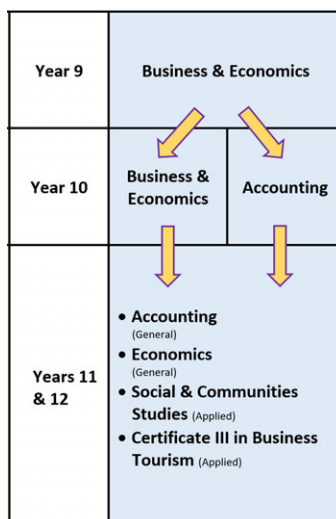 Year 9
Business & Economics
Year 10
Business &
Economics
Accounting
Years 11
& 12
• Accounting
(General)
• Economics
(General)
• Social & Communities
Studies (Applied)
• Certificate III in Business
Tourism (Applied)